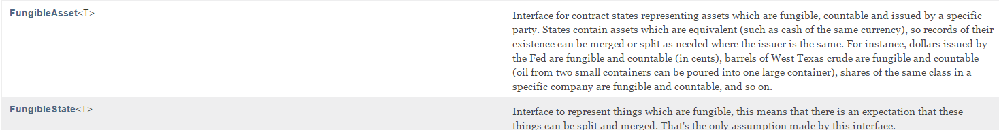 FungibleAsset<T>
Interface for contract states representing assets which are fungible, countable and issued by a specific
party. States contain assets which are equivalent (such as cash of the same currency), so records of their
existence can be merged or split as needed where the issuer is the same. For instance, dollars issued by
the Fed are fungible and countable (in cents), barrels of West Texas crude are fungible and countable
(oil from two small containers can be poured into one large container), shares of the same class in a
specific company are fungible and countable, and so on.
FungibleState<T>
Interface to represent things which are fungible, this means that there is an expectation that these
things can be split and merged. That's the only assumption made by this interface.